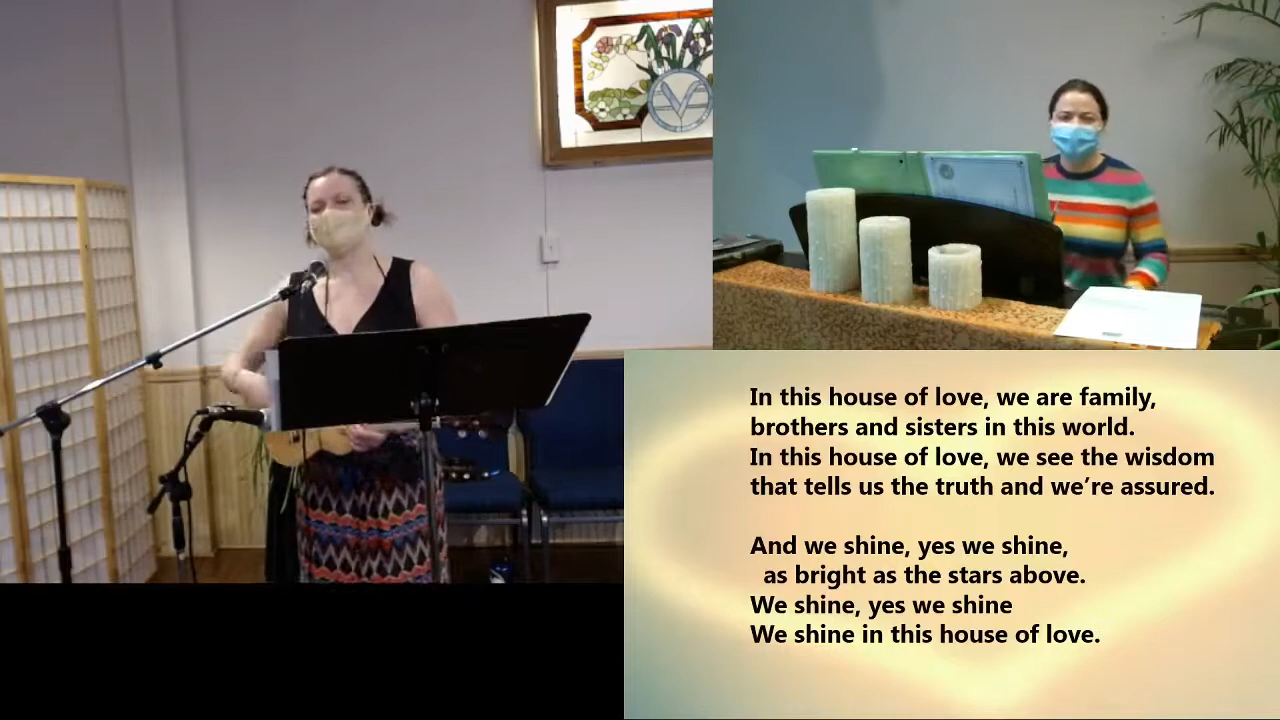 In this house of love, we are family,
brothers and sisters in this world.
In this house of love, we see the wisdom
that tells us the truth and we’re assured.
And we shine, yes we shine,
as bright as the stars above.
We shine, yes we shine
We shine in this house of love.